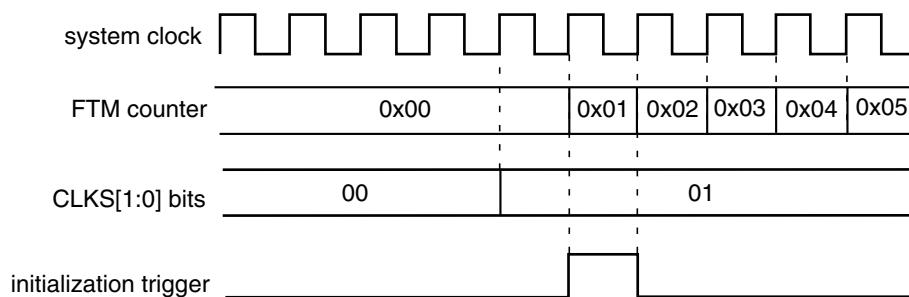 system clock
FTM counter 0x00 0x01 0x02 0x03 0x04 0x05
CLKS[1:0] bits 00 01
initialization trigger